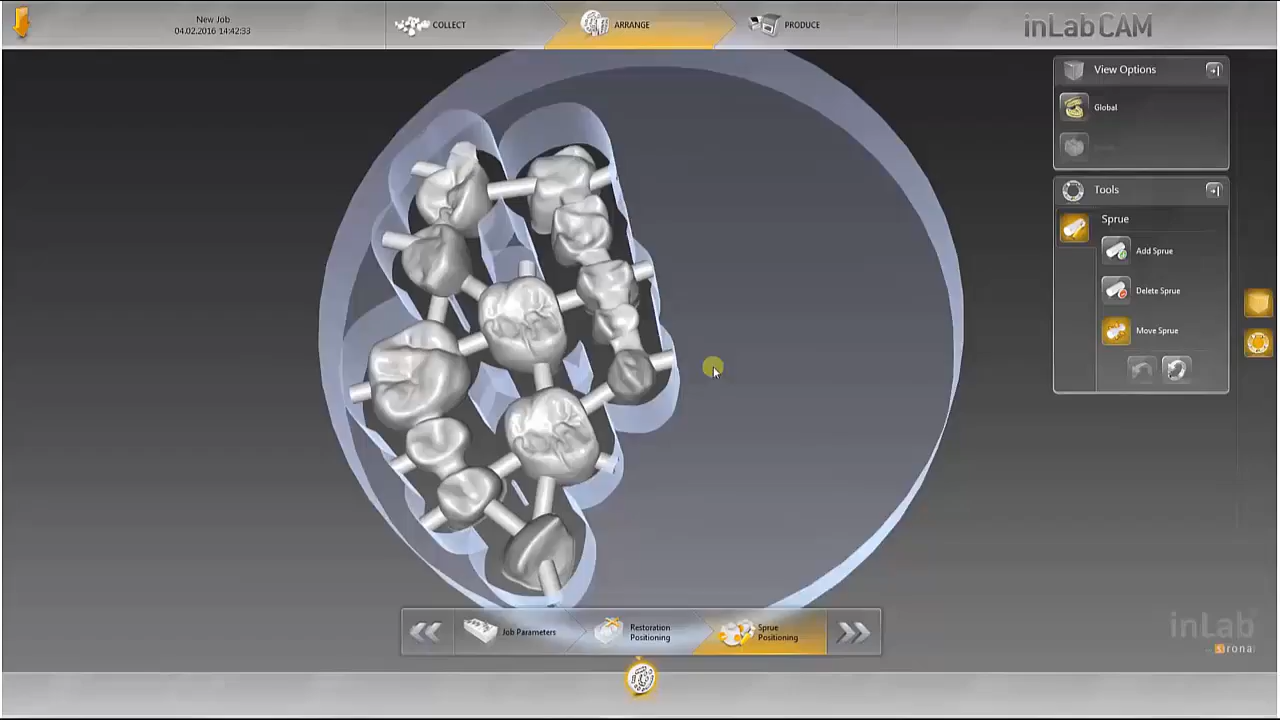 New Job
04.02.2016 14:42:33
COLLECT
ARRANGE
PRODUCE
inLab CAM
View Options
Global
Tools
Sprue
Add Sprue
Delete Sprue
Move Sprue
Job Parameters
Restoration
Positioning
Sprue
Positioning
inLab